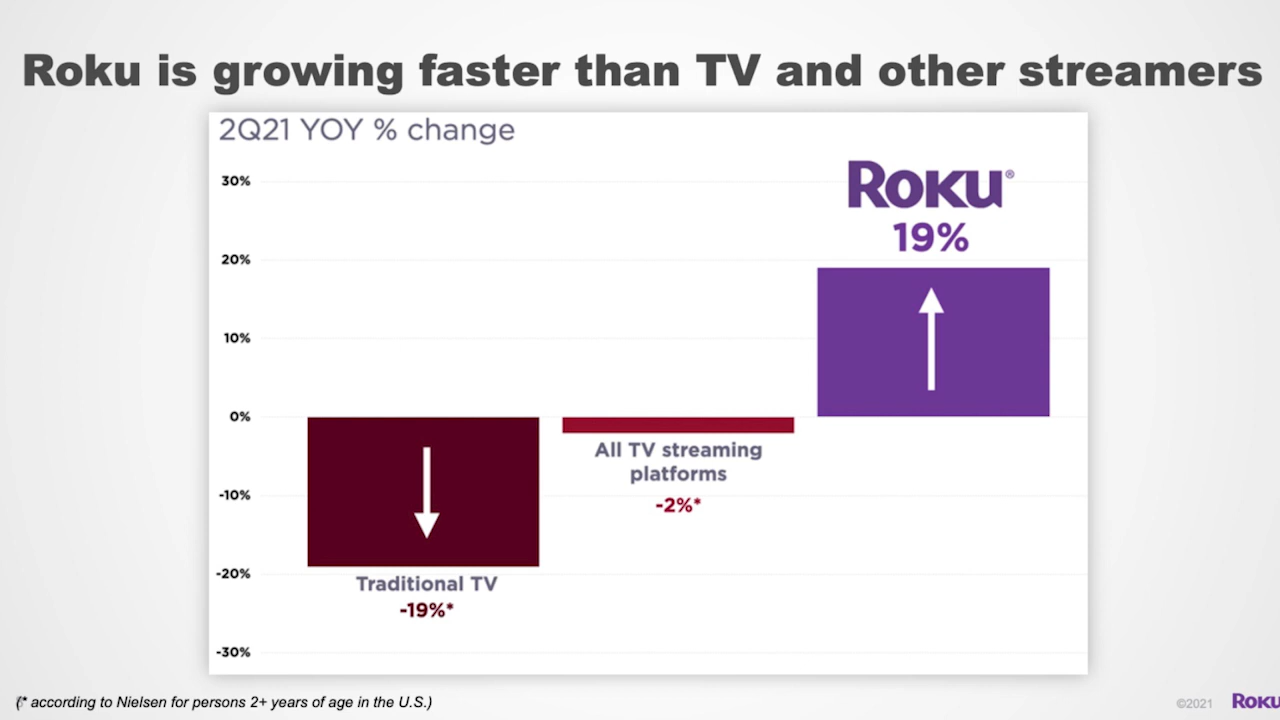 Roku is growing faster than TV and other streamers
2Q21 YOY % change
30%
20%
10%
0%
-10%
-20%
-30%
Traditional TV
-19%*
All TV streaming
platforms
-2%*
ROKU®
19%
(* according to Nielsen for persons 2+ years of age in the U.S.)
©2021
ROKU